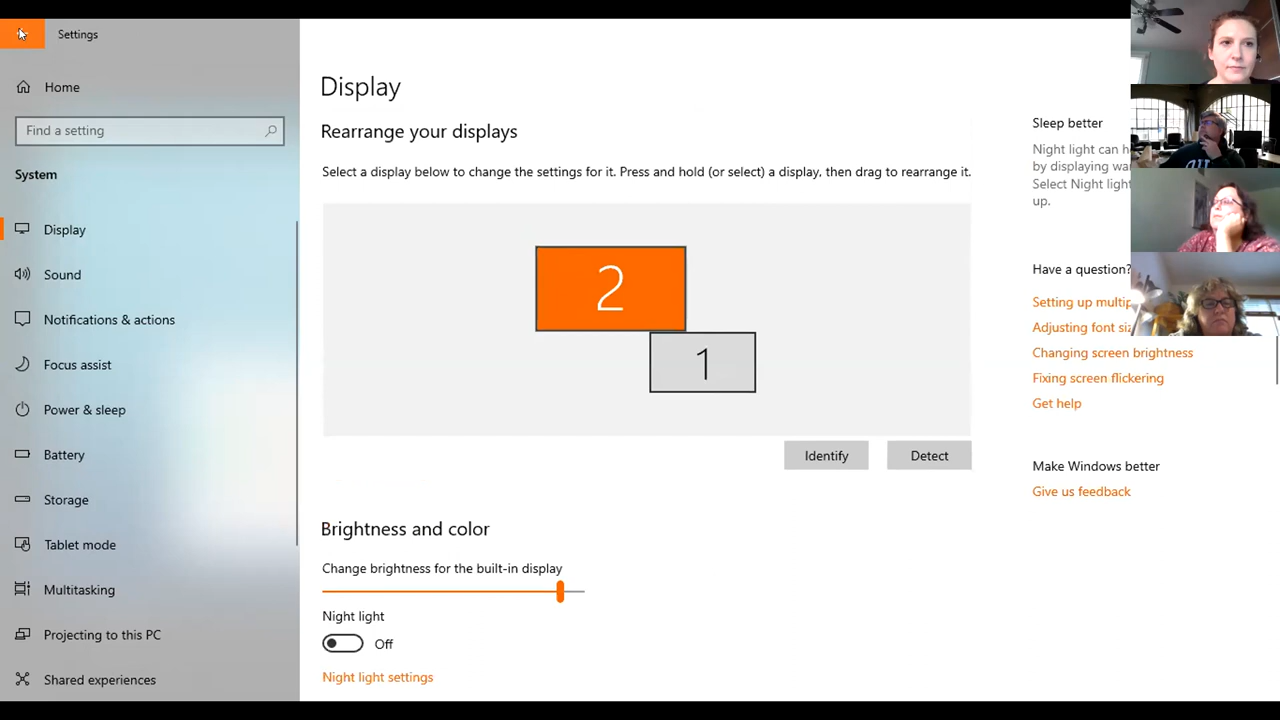 Settings
Home
Find a setting
System
Display
Sound
Notifications & actions
Focus assist
Power & sleep
Battery
Storage
Tablet mode
Multitasking
Projecting to this PC
Shared experiences
Display
Rearrange your displays
Select a display below to change the settings for it. Press and hold (or select) a display, then drag to rearrange it.
2
1
Identify
Detect
Brightness and color
Change brightness for the built-in display
Night light
Off
Night light settings
Sleep better
Night light can
by displaying
Select Night light
up.
Have a question?
Setting up
Adjusting font
Changing screen brightness
Fixing screen flickering
Get help
Make Windows better
Give us feedback